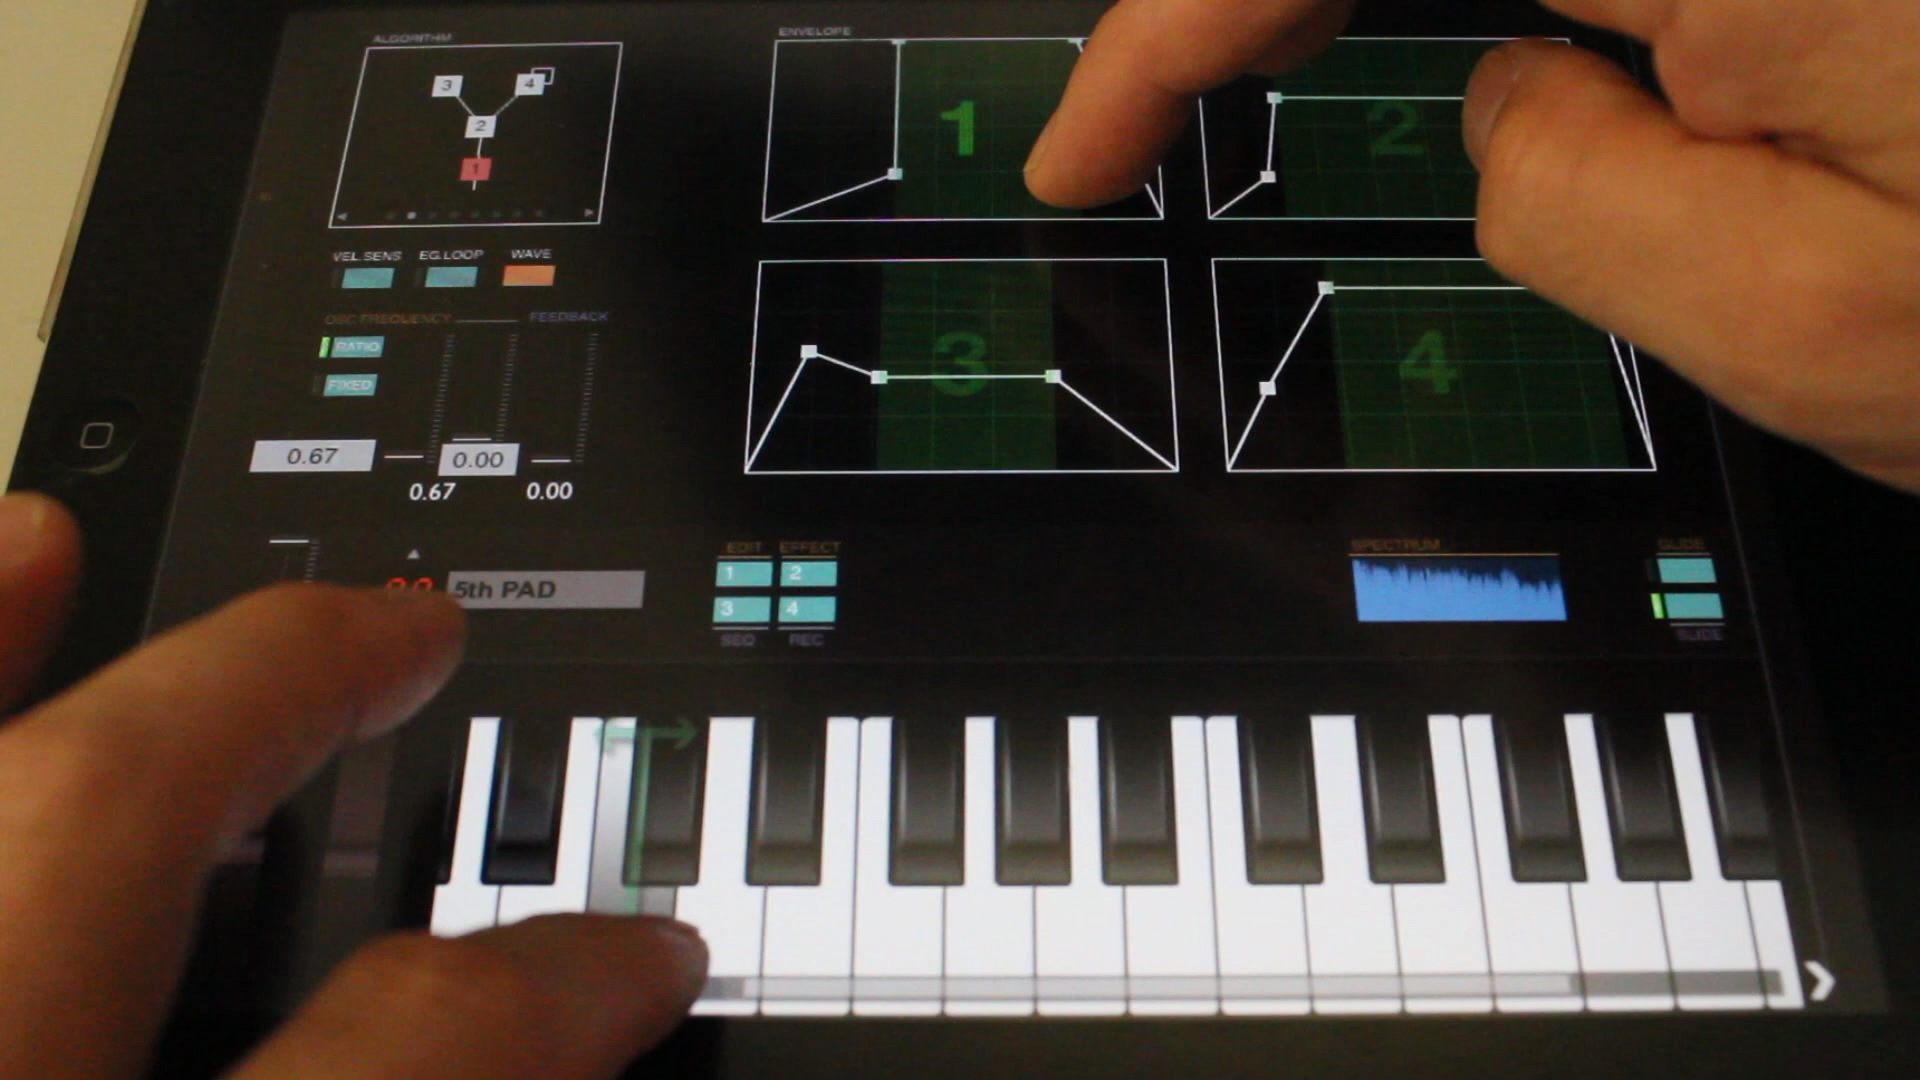 ALGORITHM
ENVELOPE
3
4
2
1
1
2
VEL.SENS EG.LOOP WAVE
OSC FREQUENCY FEEDBACK
RATIO
FIXED
3
4
0.67
0.00
0.67
0.00
EDIT EFFECT
SPECTRUM
GLIDE
5th PAD
1 2
3 4
SEQ REC
SLIDE